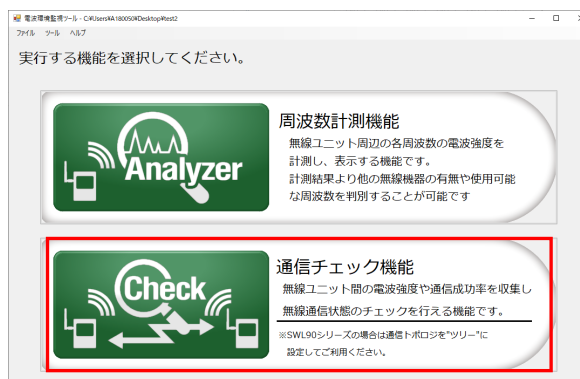 電波環境監視ツール - C:¥Users¥A180050¥Desktop¥test2
ファイル ツール ヘルプ
実行する機能を選択してください。
Analyzer
周波数計測機能
無線ユニット周辺の各周波数の電波強度を
計測し、表示する機能です。
計測結果より他の無線機器の有無や使用可能
な周波数を判別することが可能です
Check
通信チェック機能
無線ユニット間の電波強度や通信成功率を収集し
無線通信状態のチェックを行える機能です。
※SWL90シリーズの場合は通信トポロジを"ツリー"に
設定してご利用ください。